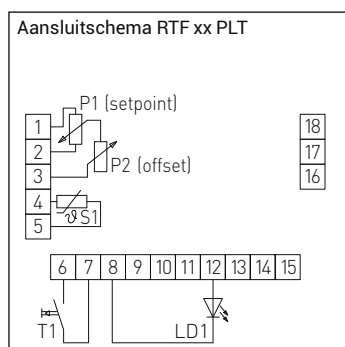 Aansluitschema RTF xx PLT
P1 (setpoint)
1
18
2
17
P2 (offset)
3
16
4
ϑ S1
5
6 7 8 9 10 11 12 13 14 15
T1
LD1